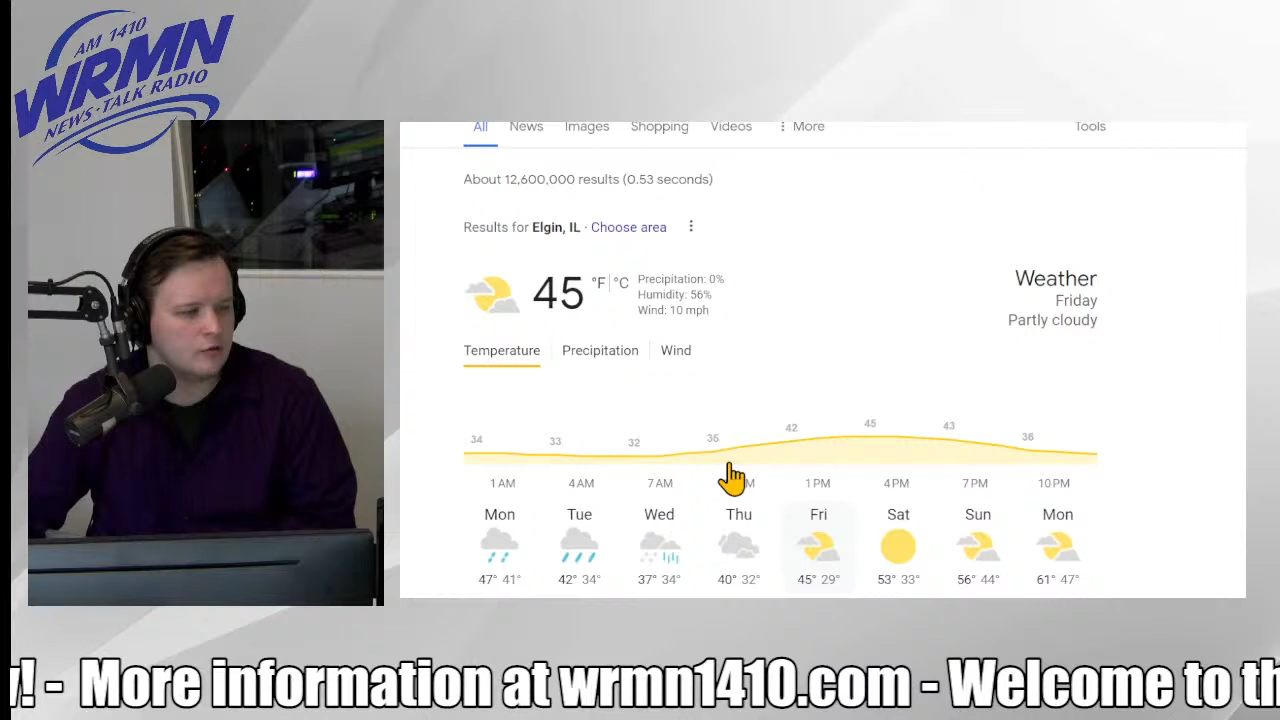 AM 1410
WRMN
NEWS·TALK RADIO
All News Images Shopping Videos More Tools
About 12,600,000 results (0.53 seconds)
Results for Elgin, IL · Choose area
45 °F °C
Precipitation: 0%
Humidity: 56%
Wind: 10 mph
Weather
Friday
Partly cloudy
Temperature Precipitation Wind
34 33 32 35 42 45 43 36
1 AM 4 AM 7 AM 1 PM 4 PM 7 PM 10 PM
Mon Tue Wed Thu Fri Sat Sun Mon
47° 41° 42° 34° 37° 34° 40° 32° 45° 29° 53° 33° 56° 44° 61° 47°
! - More information at wrmn1410.com - Welcome to th